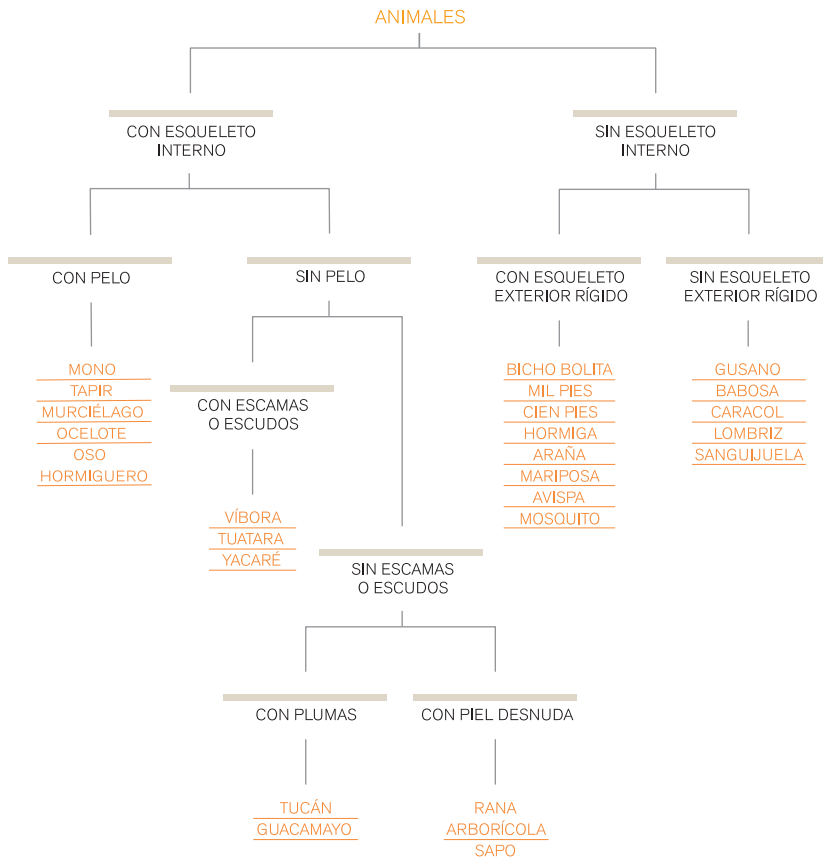 ANIMALES
CON ESQUELETO
INTERNO
SIN ESQUELETO
INTERNO
CON PELO
SIN PELO
CON ESQUELETO
EXTERIOR RÍGIDO
SIN ESQUELETO
EXTERIOR RÍGIDO
MONO
TAPIR
MURCIÉLAGO
OCELOTE
OSO
HORMIGUERO
CON ESCAMAS
O ESCUDOS
BICHO BOLITA
MIL PIES
CIEN PIES
HORMIGA
ARAÑA
MARIPOSA
AVISPA
MOSQUITO
GUSANO
BABOSA
CARACOL
LOMBRIZ
SANGUIJUELA
VÍBORA
TUATARA
YACARÉ
SIN ESCAMAS
O ESCUDOS
CON PLUMAS
CON PIEL DESNUDA
TUCÁN
GUACAMAYO
RANA
ARBORÍCOLA
SAPO